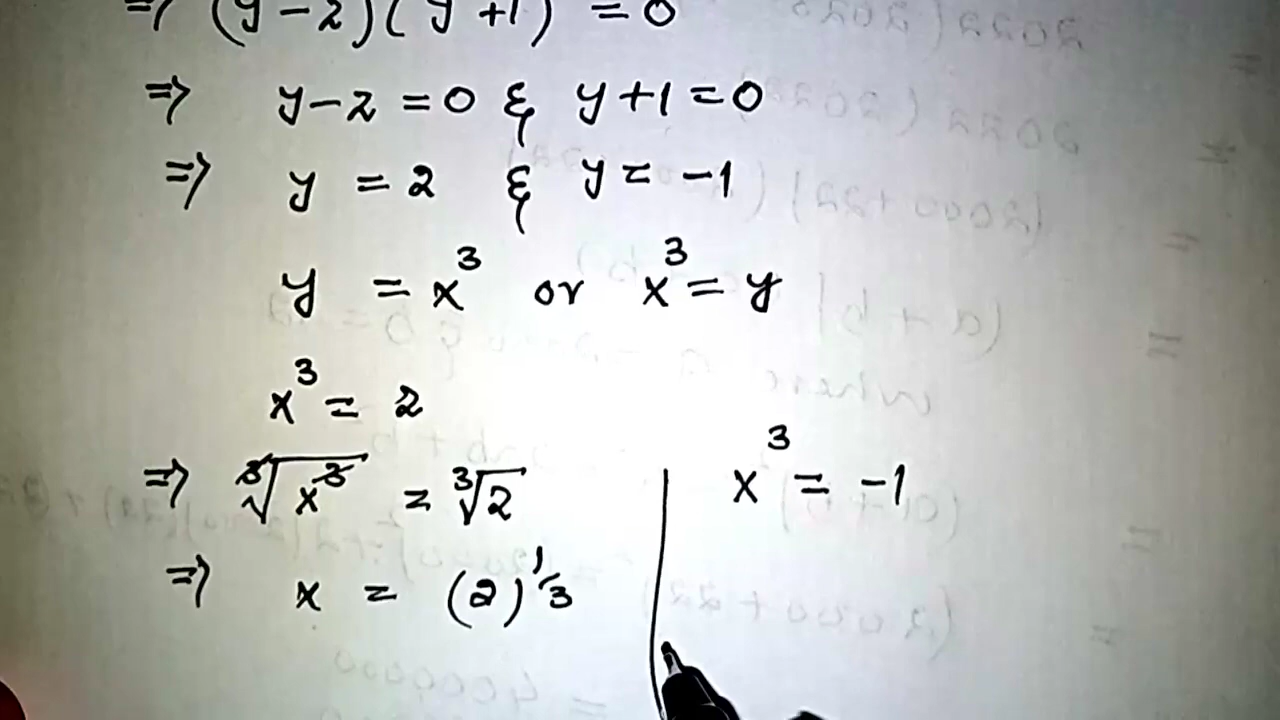 ⇒ (y-2)(y+1) = 0
⇒ y-2 = 0 & y+1 = 0
⇒ y = 2 & y = -1
y = x³ or x³ = y
x³ = 2
⇒ ∛x³ = ∛2
x³ = -1
⇒ x = (2)^1/3